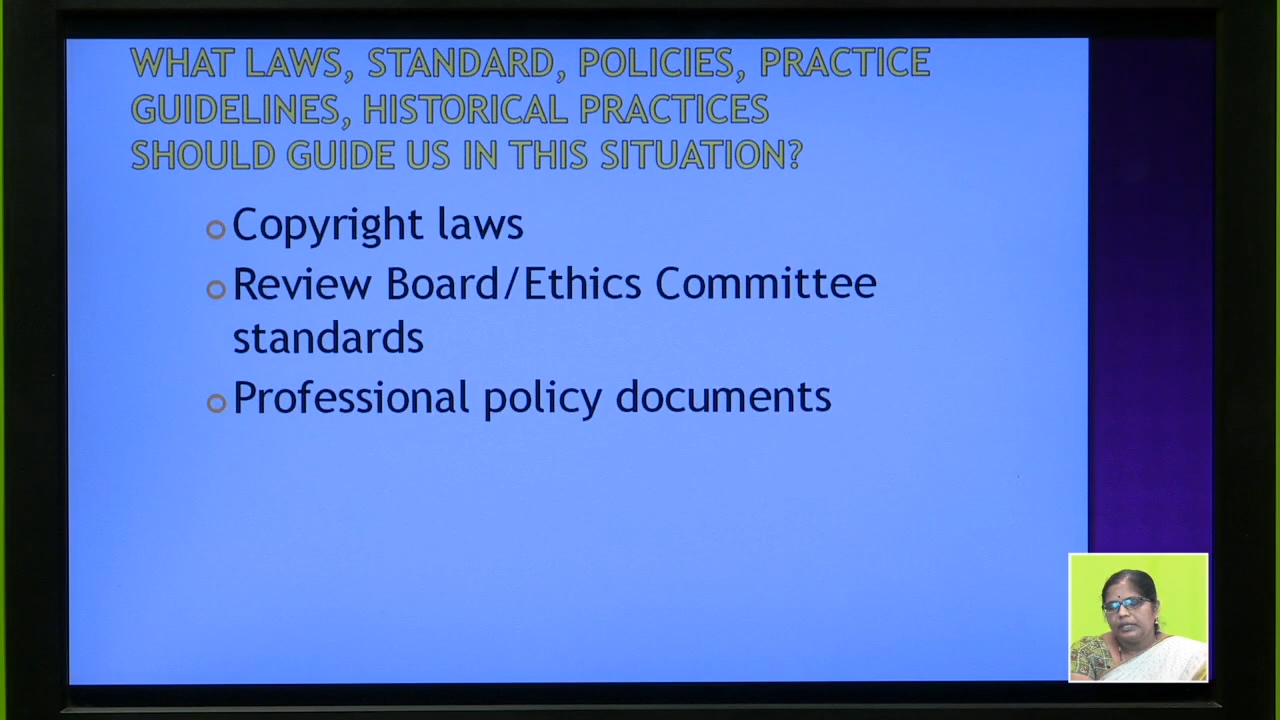 WHAT LAWS, STANDARD, POLICIES, PRACTICE
GUIDELINES, HISTORICAL PRACTICES
SHOULD GUIDE US IN THIS SITUATION?
Copyright laws
Review Board/Ethics Committee
standards
Professional policy documents